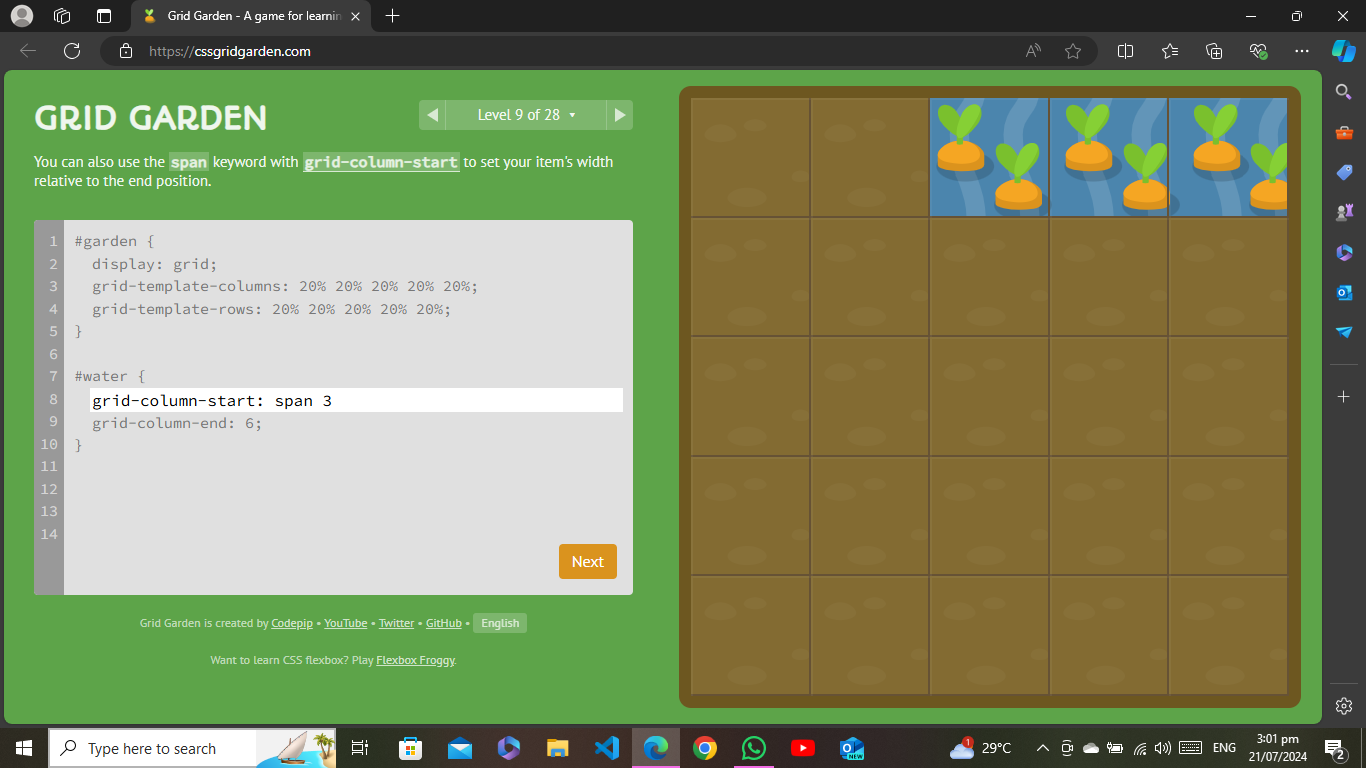 Grid Garden - A game for learnin
https://cssgridgarden.com
GRID GARDEN
Level 9 of 28
You can also use the span keyword with grid-column-start to set your item's width
relative to the end position.
1 #garden {
2 display: grid;
3 grid-template-columns: 20% 20% 20% 20% 20%;
4 grid-template-rows: 20% 20% 20% 20% 20%;
5 }
6
7 #water {
8 grid-column-start: span 3
9 grid-column-end: 6;
10 }
11
12
13
14
Next
Grid Garden is created by Codepip • YouTube • Twitter • GitHub • English
Want to learn CSS flexbox? Play Flexbox Froggy.
Type here to search
NEW
1
29°C
ENG
3:01 pm
21/07/2024
2